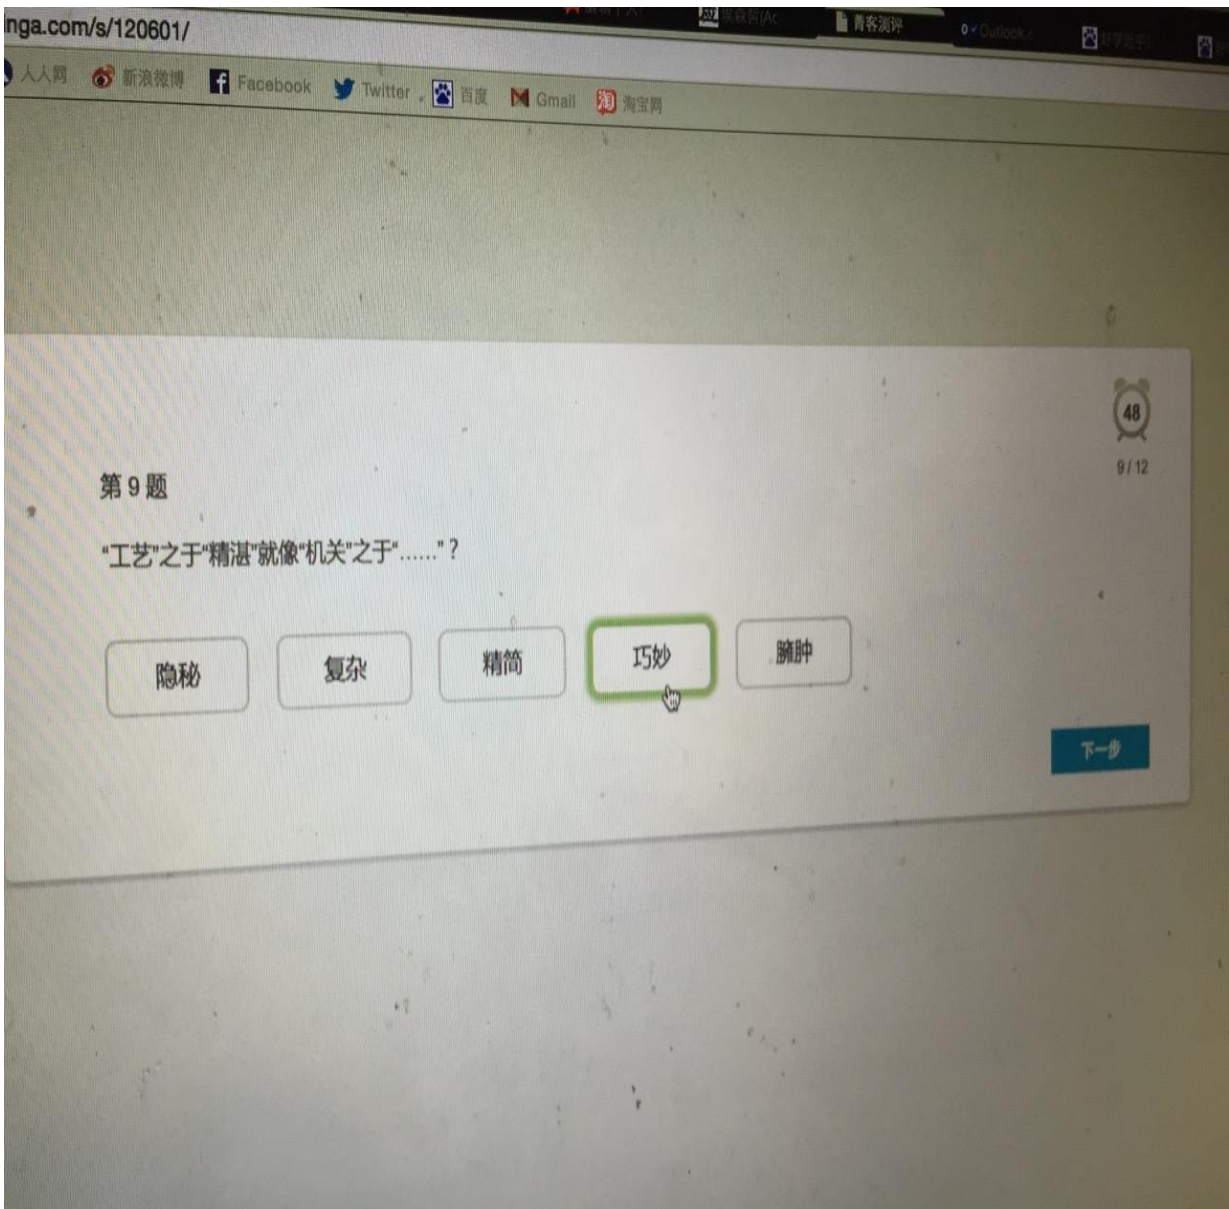 nga.com/s/120601/
青客测评
Outlook.c
人人网 新浪微博 Facebook Twitter 百度 Gmail 淘宝网
48
9 / 12
第 9 题
“工艺”之于“精湛”就像“机关”之于“……”?
隐秘 复杂 精简 巧妙 臃肿
下一步